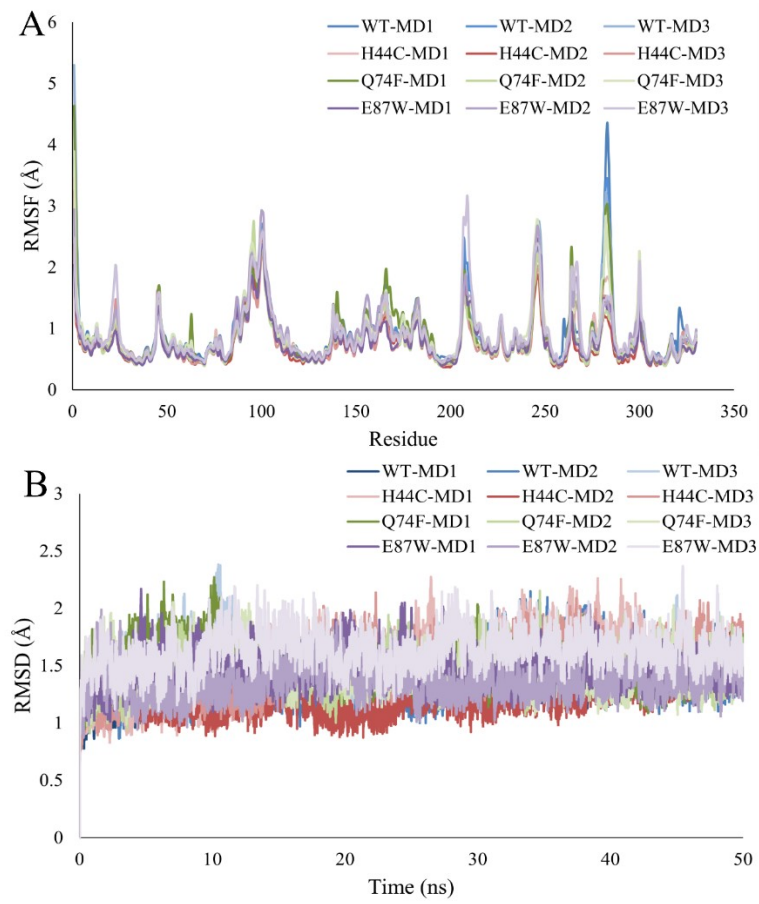 A
6
5
4
3
2
1
0
RMSF (Å)
WT-MD1 WT-MD2 WT-MD3
H44C-MD1 H44C-MD2 H44C-MD3
Q74F-MD1 Q74F-MD2 Q74F-MD3
E87W-MD1 E87W-MD2 E87W-MD3
0 50 100 150 200 250 300 350
Residue
B
3
2.5
2
1.5
1
0.5
0
RMSD (Å)
WT-MD1 WT-MD2 WT-MD3
H44C-MD1 H44C-MD2 H44C-MD3
Q74F-MD1 Q74F-MD2 Q74F-MD3
E87W-MD1 E87W-MD2 E87W-MD3
0 10 20 30 40 50
Time (ns)